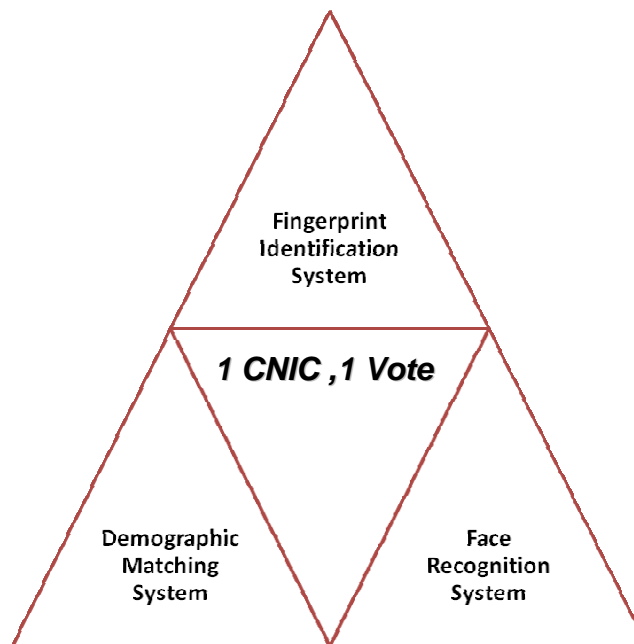 Fingerprint
Identification
System
1 CNIC ,1 Vote
Demographic
Matching
System
Face
Recognition
System